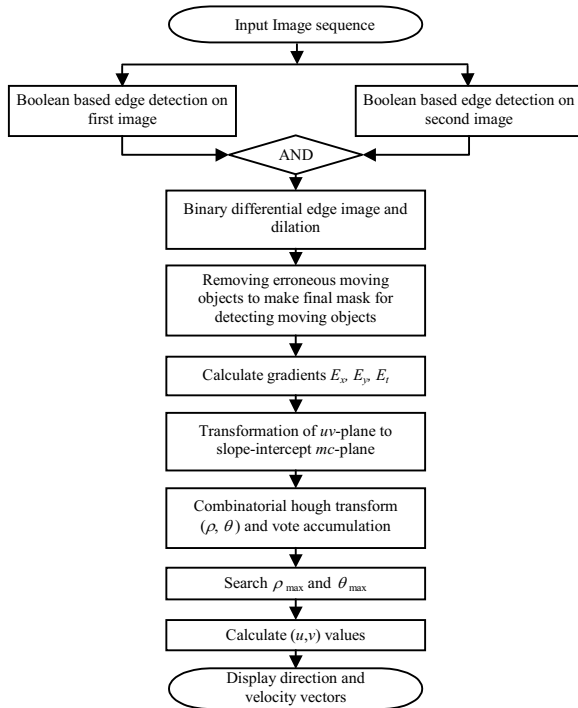 Input Image sequence
Boolean based edge detection on
first image
Boolean based edge detection on
second image
AND
Binary differential edge image and
dilation
Removing erroneous moving
objects to make final mask for
detecting moving objects
Calculate gradients Ex, Ey, Et
Transformation of uv-plane to
slope-intercept mc-plane
Combinatorial hough transform
(ρ, θ) and vote accumulation
Search ρ max and θ max
Calculate (u,v) values
Display direction and
velocity vectors